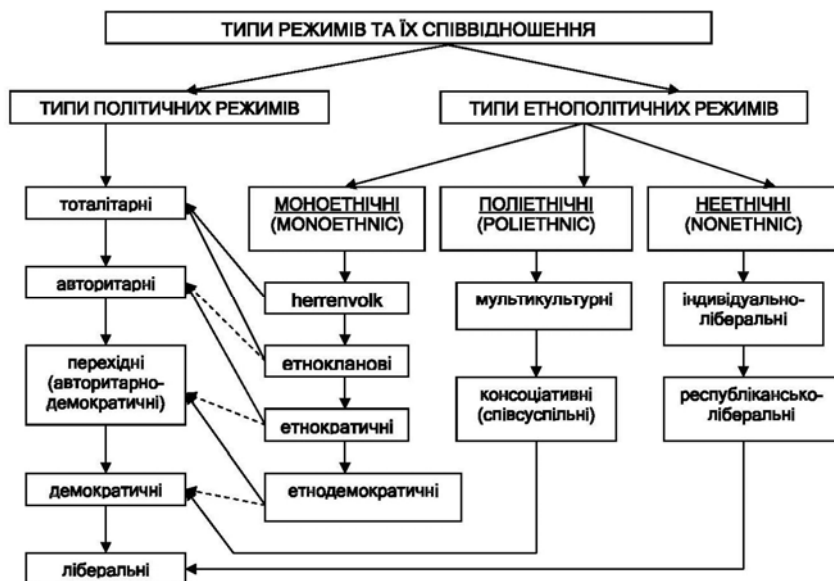 ТИПИ РЕЖИМІВ ТА ЇХ СПІВВІДНОШЕННЯ
ТИПИ ПОЛІТИЧНИХ РЕЖИМІВ
ТИПИ ЕТНОПОЛІТИЧНИХ РЕЖИМІВ
тоталітарні
авторитарні
перехідні
(авторитарно-
демократичні)
демократичні
ліберальні
МОНОЕТНІЧНІ
(MONOETHNIC)
herrenvolk
етнокланові
етнократичні
етнодемократичні
ПОЛІЕТНІЧНІ
(POLIETHNIC)
мультикультурні
консоціативні
(співсуспільні)
НЕЕТНІЧНІ
(NONETHNIC)
індивідуально-
ліберальні
республікансько-
ліберальні